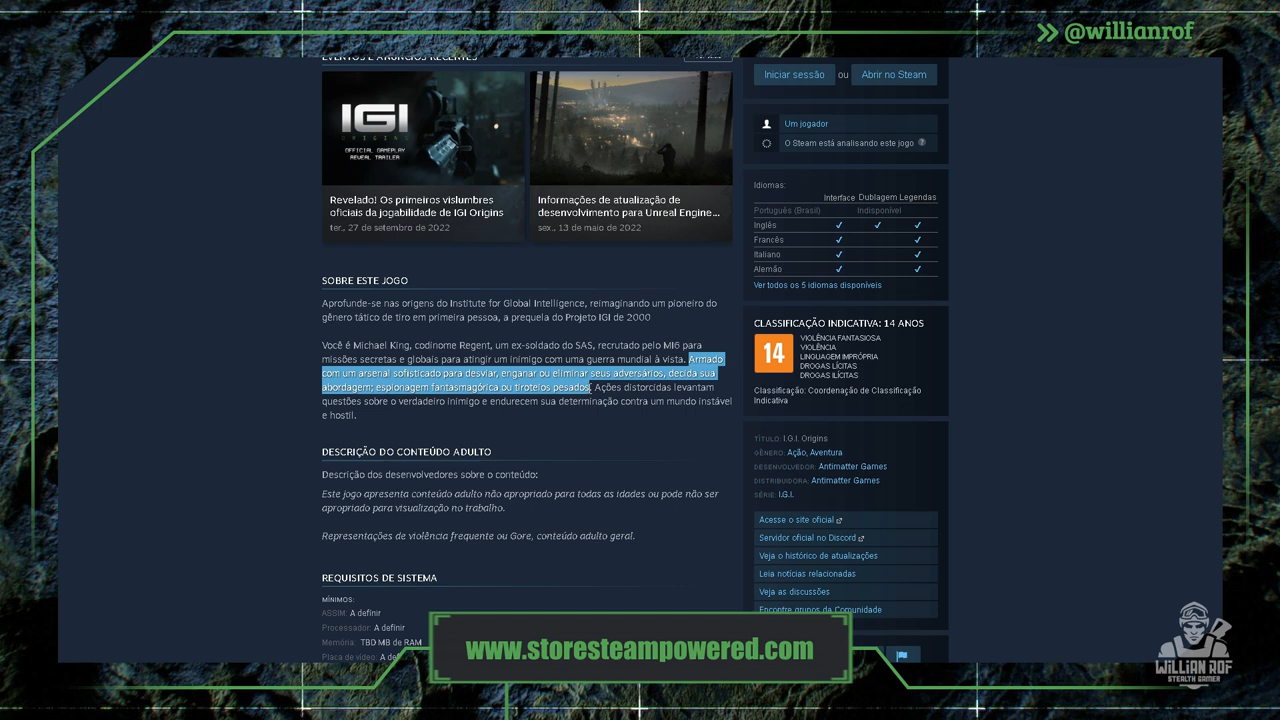 @willianrof
EVENTOS E ANÚNCIOS RECENTES
Iniciar sessão ou Abrir no Steam
IGI
ORIGINS
OFFICIAL GAMEPLAY
REVEAL TRAILER
Revelado! Os primeiros vislumbres
oficiais da jogabilidade de IGI Origins
ter., 27 de setembro de 2022
Informações de atualização de
desenvolvimento para Unreal Engine...
sex., 13 de maio de 2022
Um jogador
O Steam está analisando este jogo ?
Idiomas:
Interface Dublagem Legendas
Português (Brasil) Indisponível
Inglês ✔ ✔ ✔
Francês ✔ ✔
Italiano ✔ ✔
Alemão ✔ ✔
Ver todos os 5 idiomas disponíveis
SOBRE ESTE JOGO
Aprofunde-se nas origens do Institute for Global Intelligence, reimaginando um pioneiro do
gênero tático de tiro em primeira pessoa, a prequela do Projeto IGI de 2000
Você é Michael King, codinome Regent, um ex-soldado do SAS, recrutado pelo MI6 para
missões secretas e globais para atingir um inimigo com uma guerra mundial à vista. Armado
com um arsenal sofisticado para desviar, enganar ou eliminar seus adversários, decida sua
abordagem; espionagem fantasmagórica ou tiroteios pesados. Ações distorcidas levantam
questões sobre o verdadeiro inimigo e endurecem sua determinação contra um mundo instável
e hostil.
CLASSIFICAÇÃO INDICATIVA: 14 ANOS
14
VIOLÊNCIA FANTASIOSA
VIOLÊNCIA
LINGUAGEM IMPRÓPRIA
DROGAS LÍCITAS
DROGAS ILÍCITAS
Classificação: Coordenação de Classificação
Indicativa
DESCRIÇÃO DO CONTEÚDO ADULTO
Descrição dos desenvolvedores sobre o conteúdo:
Este jogo apresenta conteúdo adulto não apropriado para todas as idades ou pode não ser
apropriado para visualização no trabalho.
Representações de violência frequente ou Gore, conteúdo adulto geral.
TÍTULO: I.G.I. Origins
GÊNERO: Ação, Aventura
DESENVOLVEDOR: Antimatter Games
DISTRIBUIDORA: Antimatter Games
SÉRIE: I.G.I.
Acesse o site oficial
Servidor oficial no Discord
Veja o histórico de atualizações
Leia notícias relacionadas
Veja as discussões
Encontre grupos da Comunidade
REQUISITOS DE SISTEMA
MÍNIMOS:
ASSIM: A definir
Processador: A definir
Memória: TBD MB de RAM
Placa de vídeo: A
www.storesteampowered.com
WILLIAN ROF
STEALTH GAMER